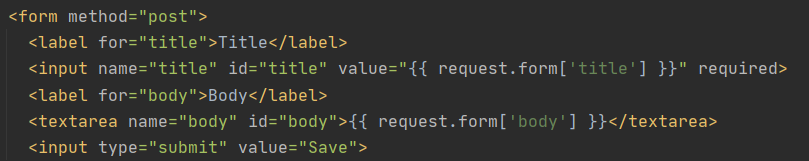 <form method="post">
<label for="title">Title</label>
<input name="title" id="title" value="{{ request.form['title'] }}" required>
<label for="body">Body</label>
<textarea name="body" id="body">{{ request.form['body'] }}</textarea>
<input type="submit" value="Save">